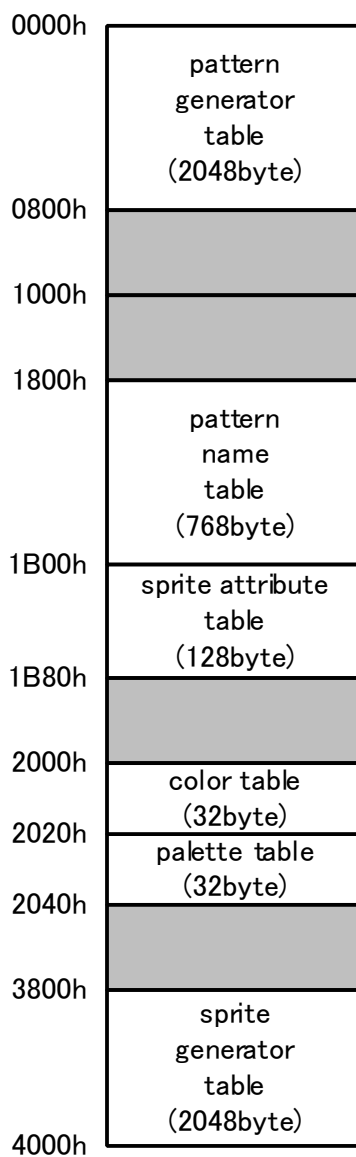 0000h
pattern
generator
table
(2048byte)
0800h
1000h
1800h
pattern
name
table
(768byte)
1B00h
sprite attribute
table
(128byte)
1B80h
2000h
color table
(32byte)
2020h
palette table
(32byte)
2040h
3800h
sprite
generator
table
(2048byte)
4000h